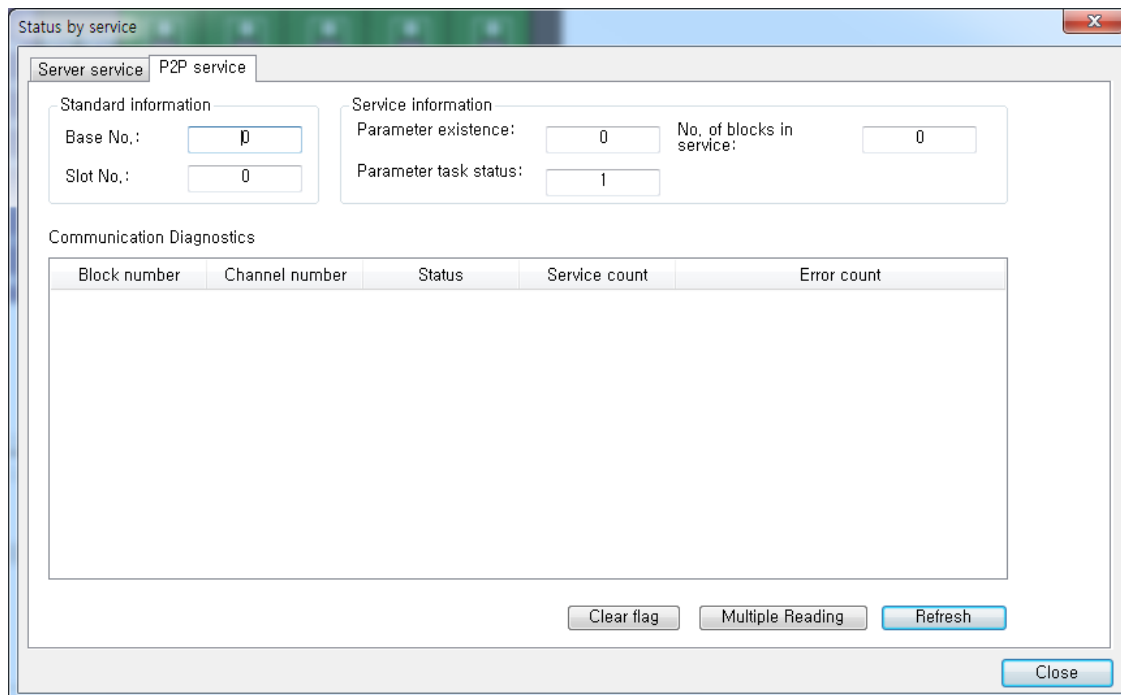 Status by service
Server service P2P service
Standard information
Base No.: 0
Slot No.: 0
Service information
Parameter existence: 0
No. of blocks in
service: 0
Parameter task status: 1
Communication Diagnostics
Block number Channel number Status Service count Error count
Clear flag Multiple Reading Refresh
Close